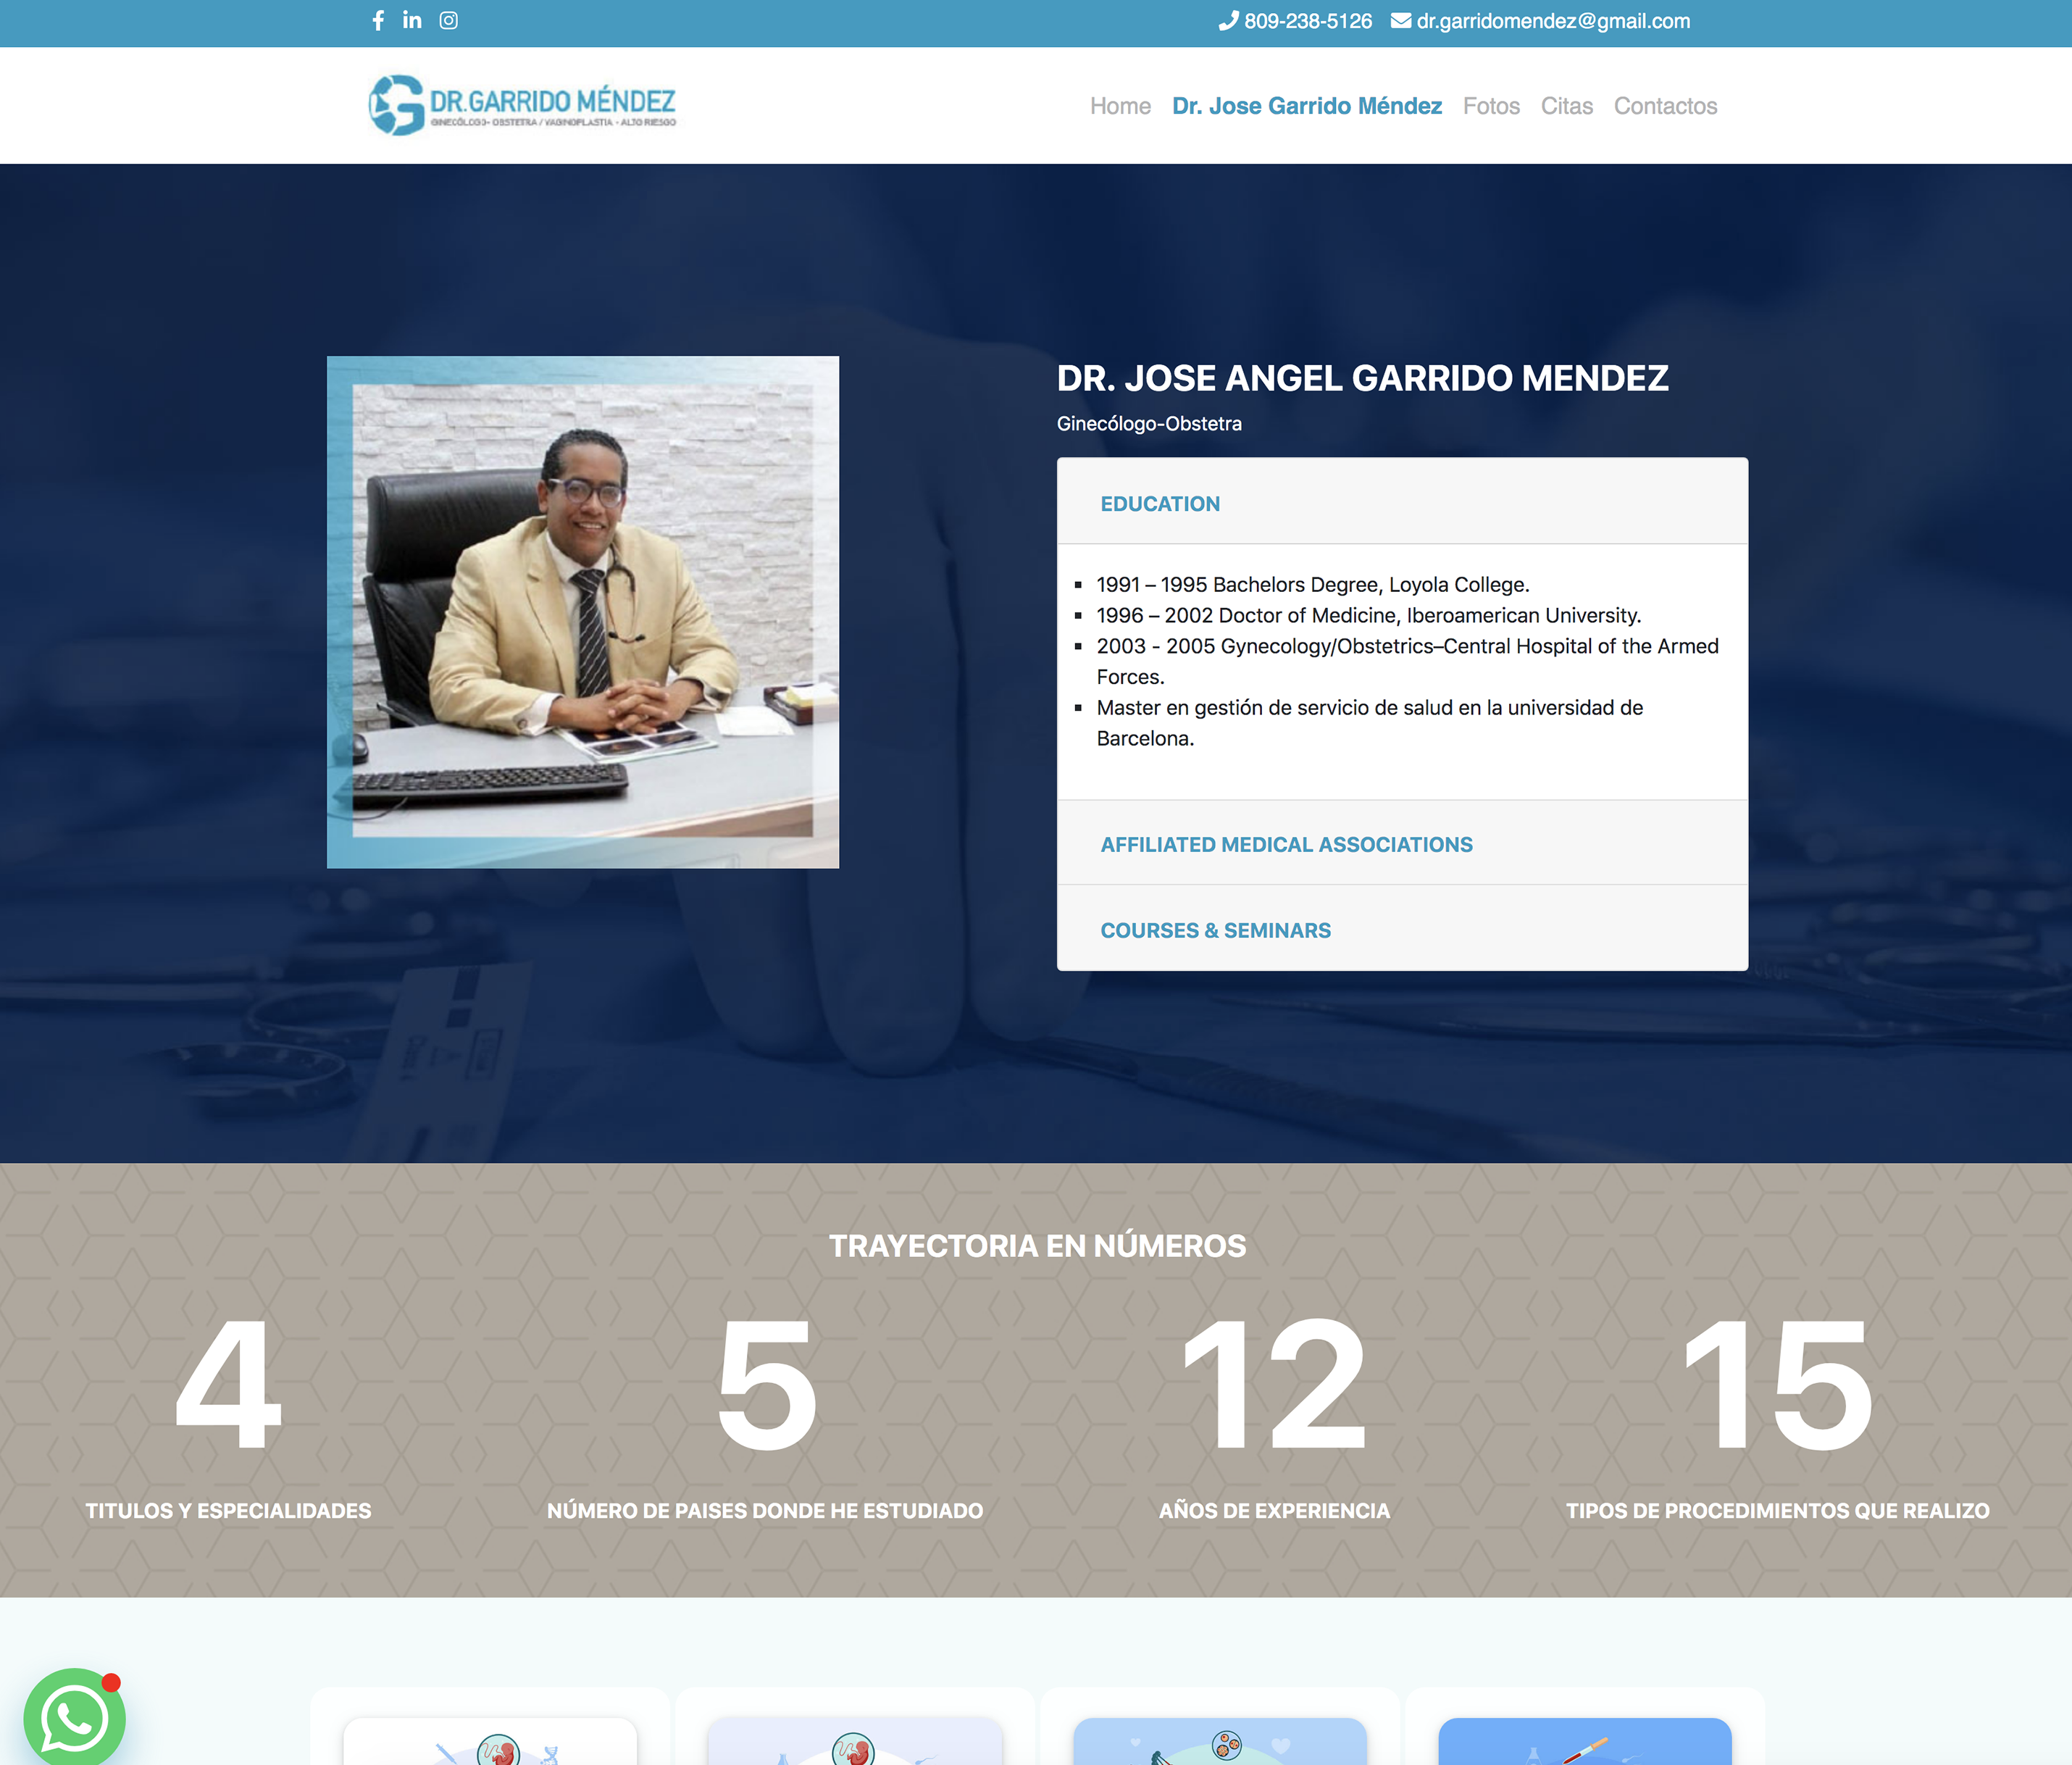 809-238-5126 dr.garridomendez@gmail.com
DR.GARRIDO MÉNDEZ
GINECÓLOGO- OBSTETRA / VAGINOPLASTIA - ALTO RIESGO
Home Dr. Jose Garrido Méndez Fotos Citas Contactos
DR. JOSE ANGEL GARRIDO MENDEZ
Ginecólogo-Obstetra
EDUCATION
1991 – 1995 Bachelors Degree, Loyola College.
1996 – 2002 Doctor of Medicine, Iberoamerican University.
2003 - 2005 Gynecology/Obstetrics–Central Hospital of the Armed
Forces.
Master en gestión de servicio de salud en la universidad de
Barcelona.
AFFILIATED MEDICAL ASSOCIATIONS
COURSES & SEMINARS
TRAYECTORIA EN NÚMEROS
4
TITULOS Y ESPECIALIDADES
5
NÚMERO DE PAISES DONDE HE ESTUDIADO
12
AÑOS DE EXPERIENCIA
15
TIPOS DE PROCEDIMIENTOS QUE REALIZO